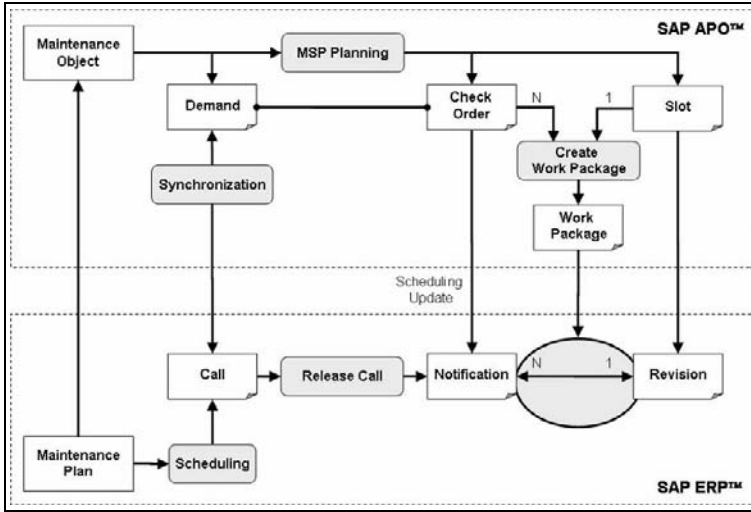 SAP APO™
Maintenance
Object
MSP Planning
Demand
Check
Order
N
1
Slot
Create
Work Package
Synchronization
Work
Package
Scheduling
Update
Call
Release Call
Notification
N
1
Revision
Maintenance
Plan
Scheduling
SAP ERP™